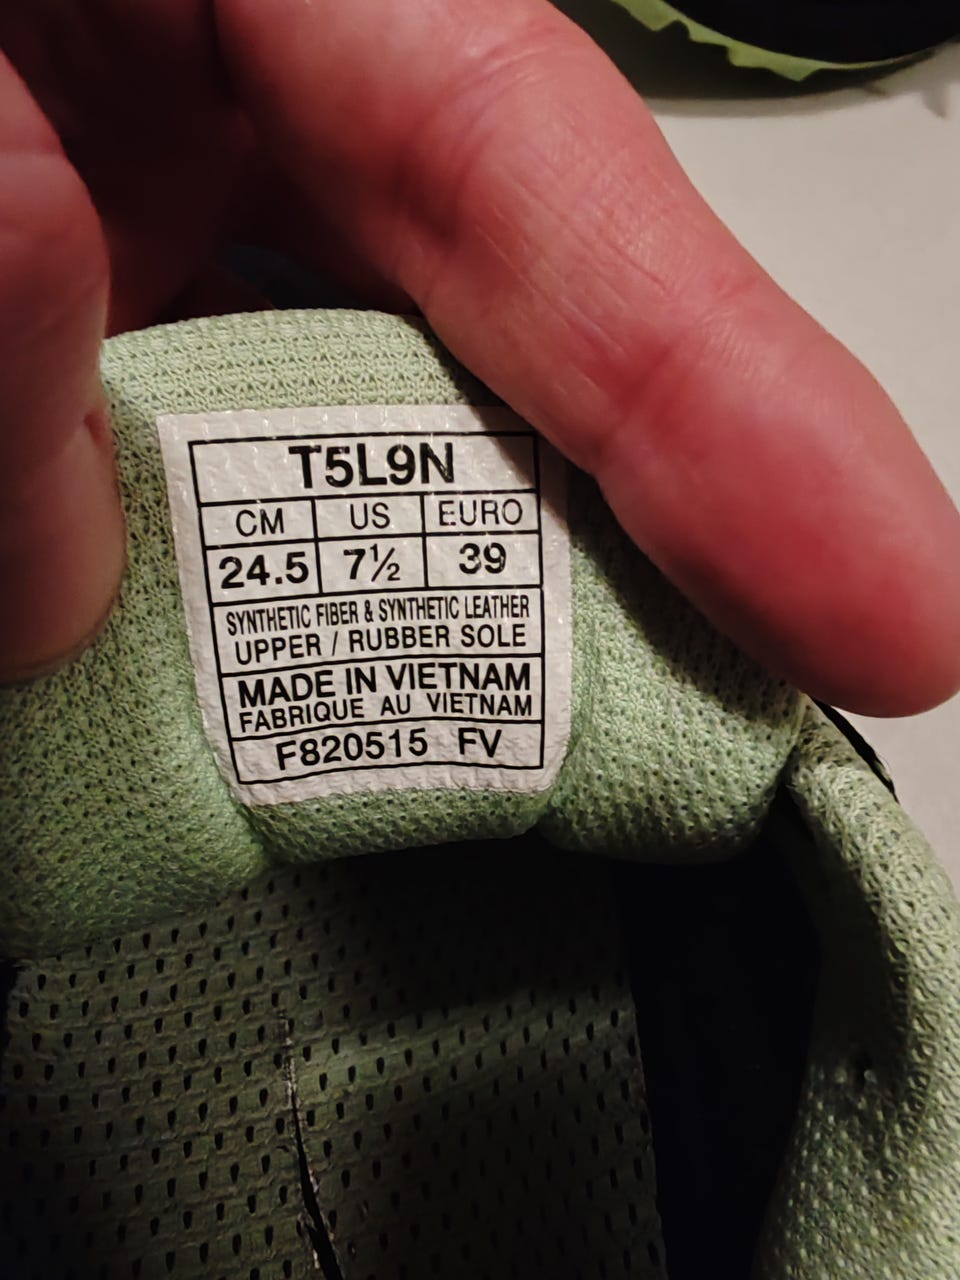 T5L9N
CM US EURO
24.5 7½ 39
SYNTHETIC FIBER & SYNTHETIC LEATHER
UPPER / RUBBER SOLE
MADE IN VIETNAM
FABRIQUE AU VIETNAM
F820515 FV